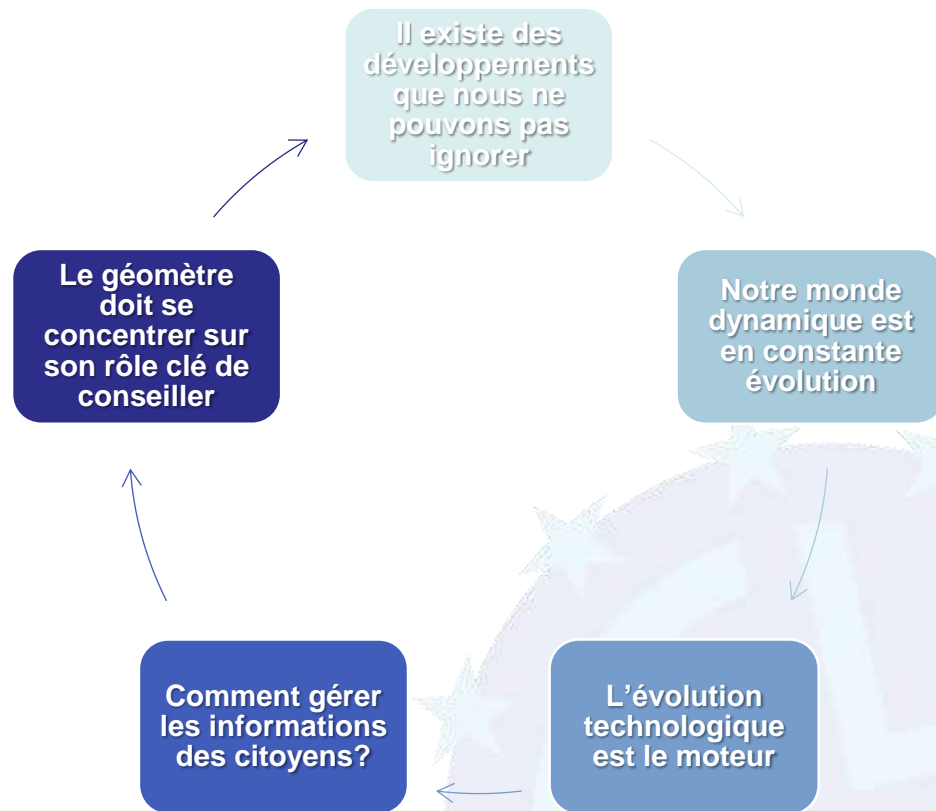 Il existe des
développements
que nous ne
pouvons pas
ignorer
Notre monde
dynamique est
en constante
évolution
L’évolution
technologique
est le moteur
Comment gérer
les informations
des citoyens?
Le géomètre
doit se
concentrer sur
son rôle clé de
conseiller